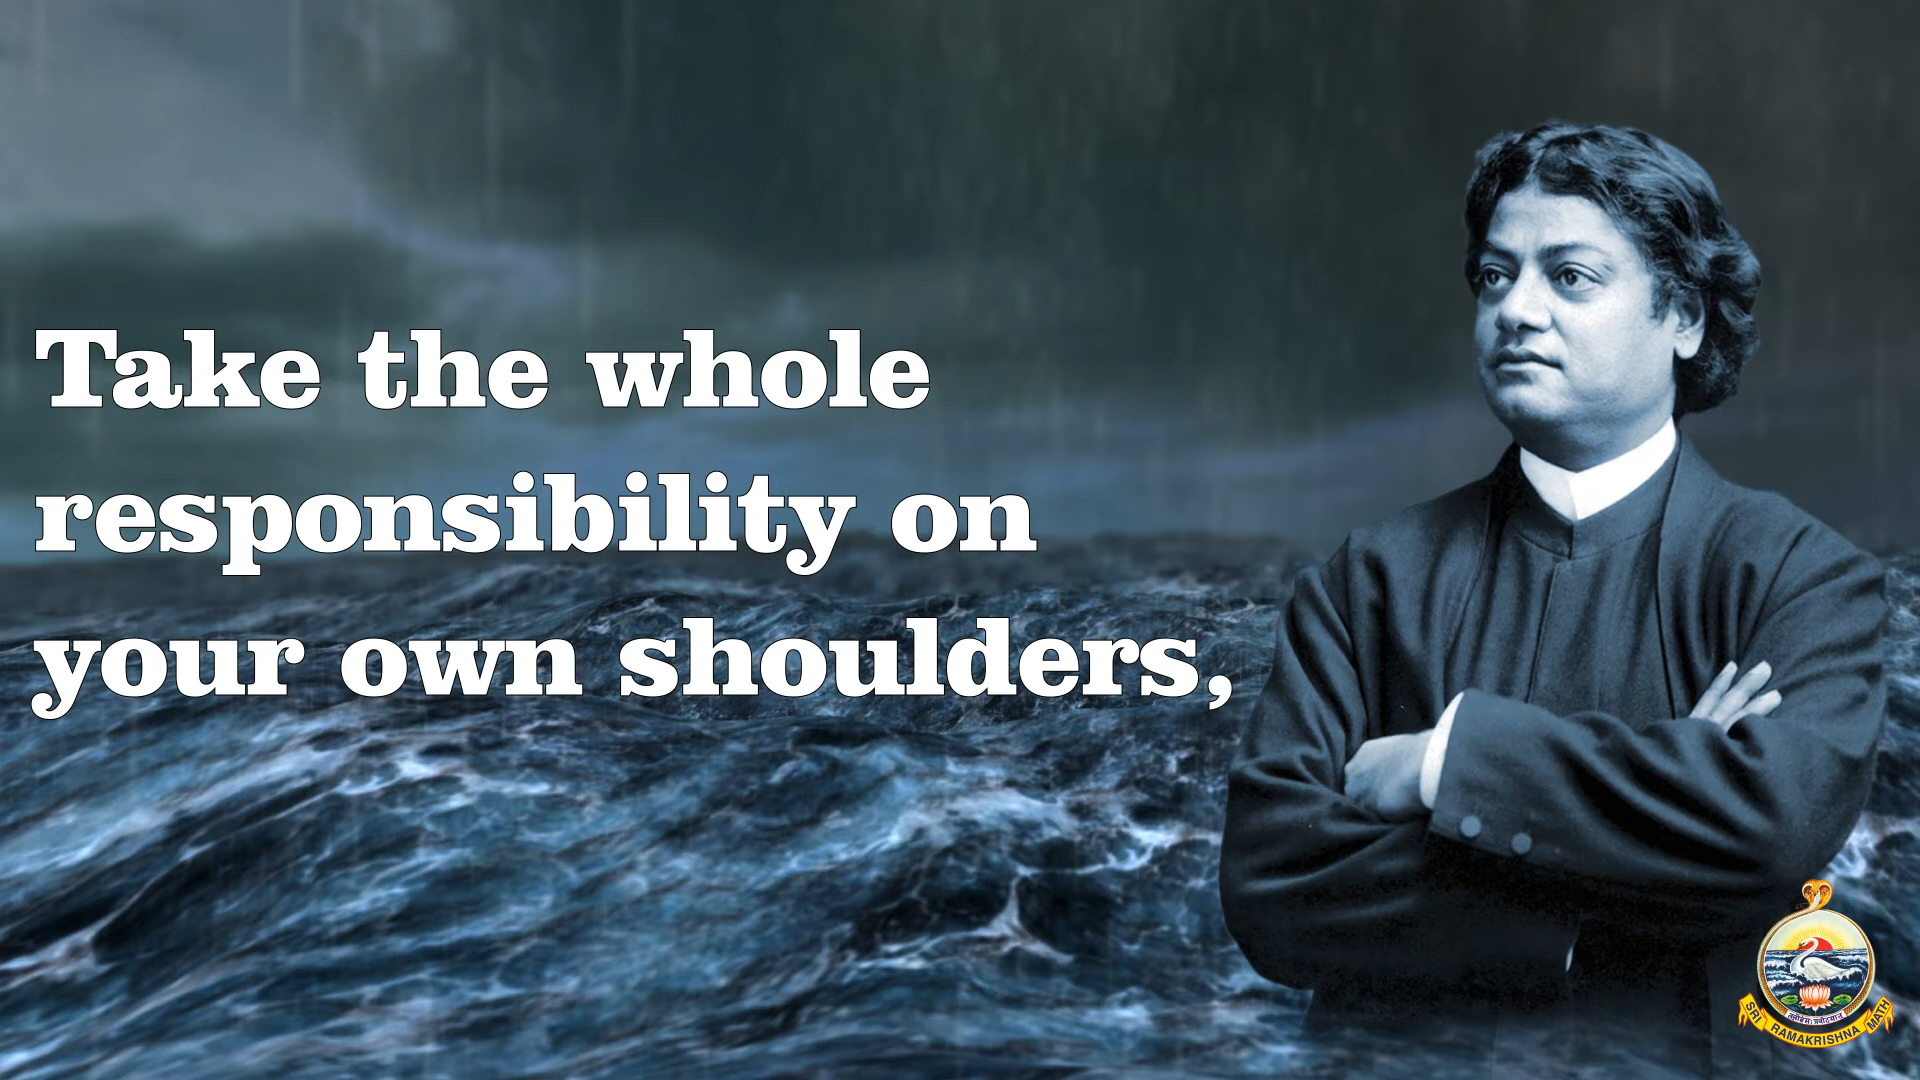 Take the whole
responsibility on
your own shoulders,
SRI RAMAKRISHNA MATH